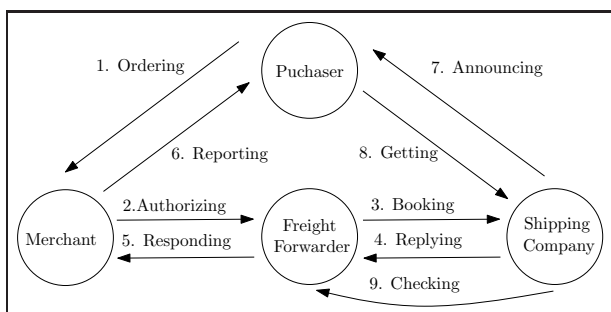 1. Ordering
Puchaser
7. Announcing
6. Reporting
8. Getting
2.Authorizing
3. Booking
Merchant
5. Responding
Freight
Forwarder
4. Replying
Shipping
Company
9. Checking